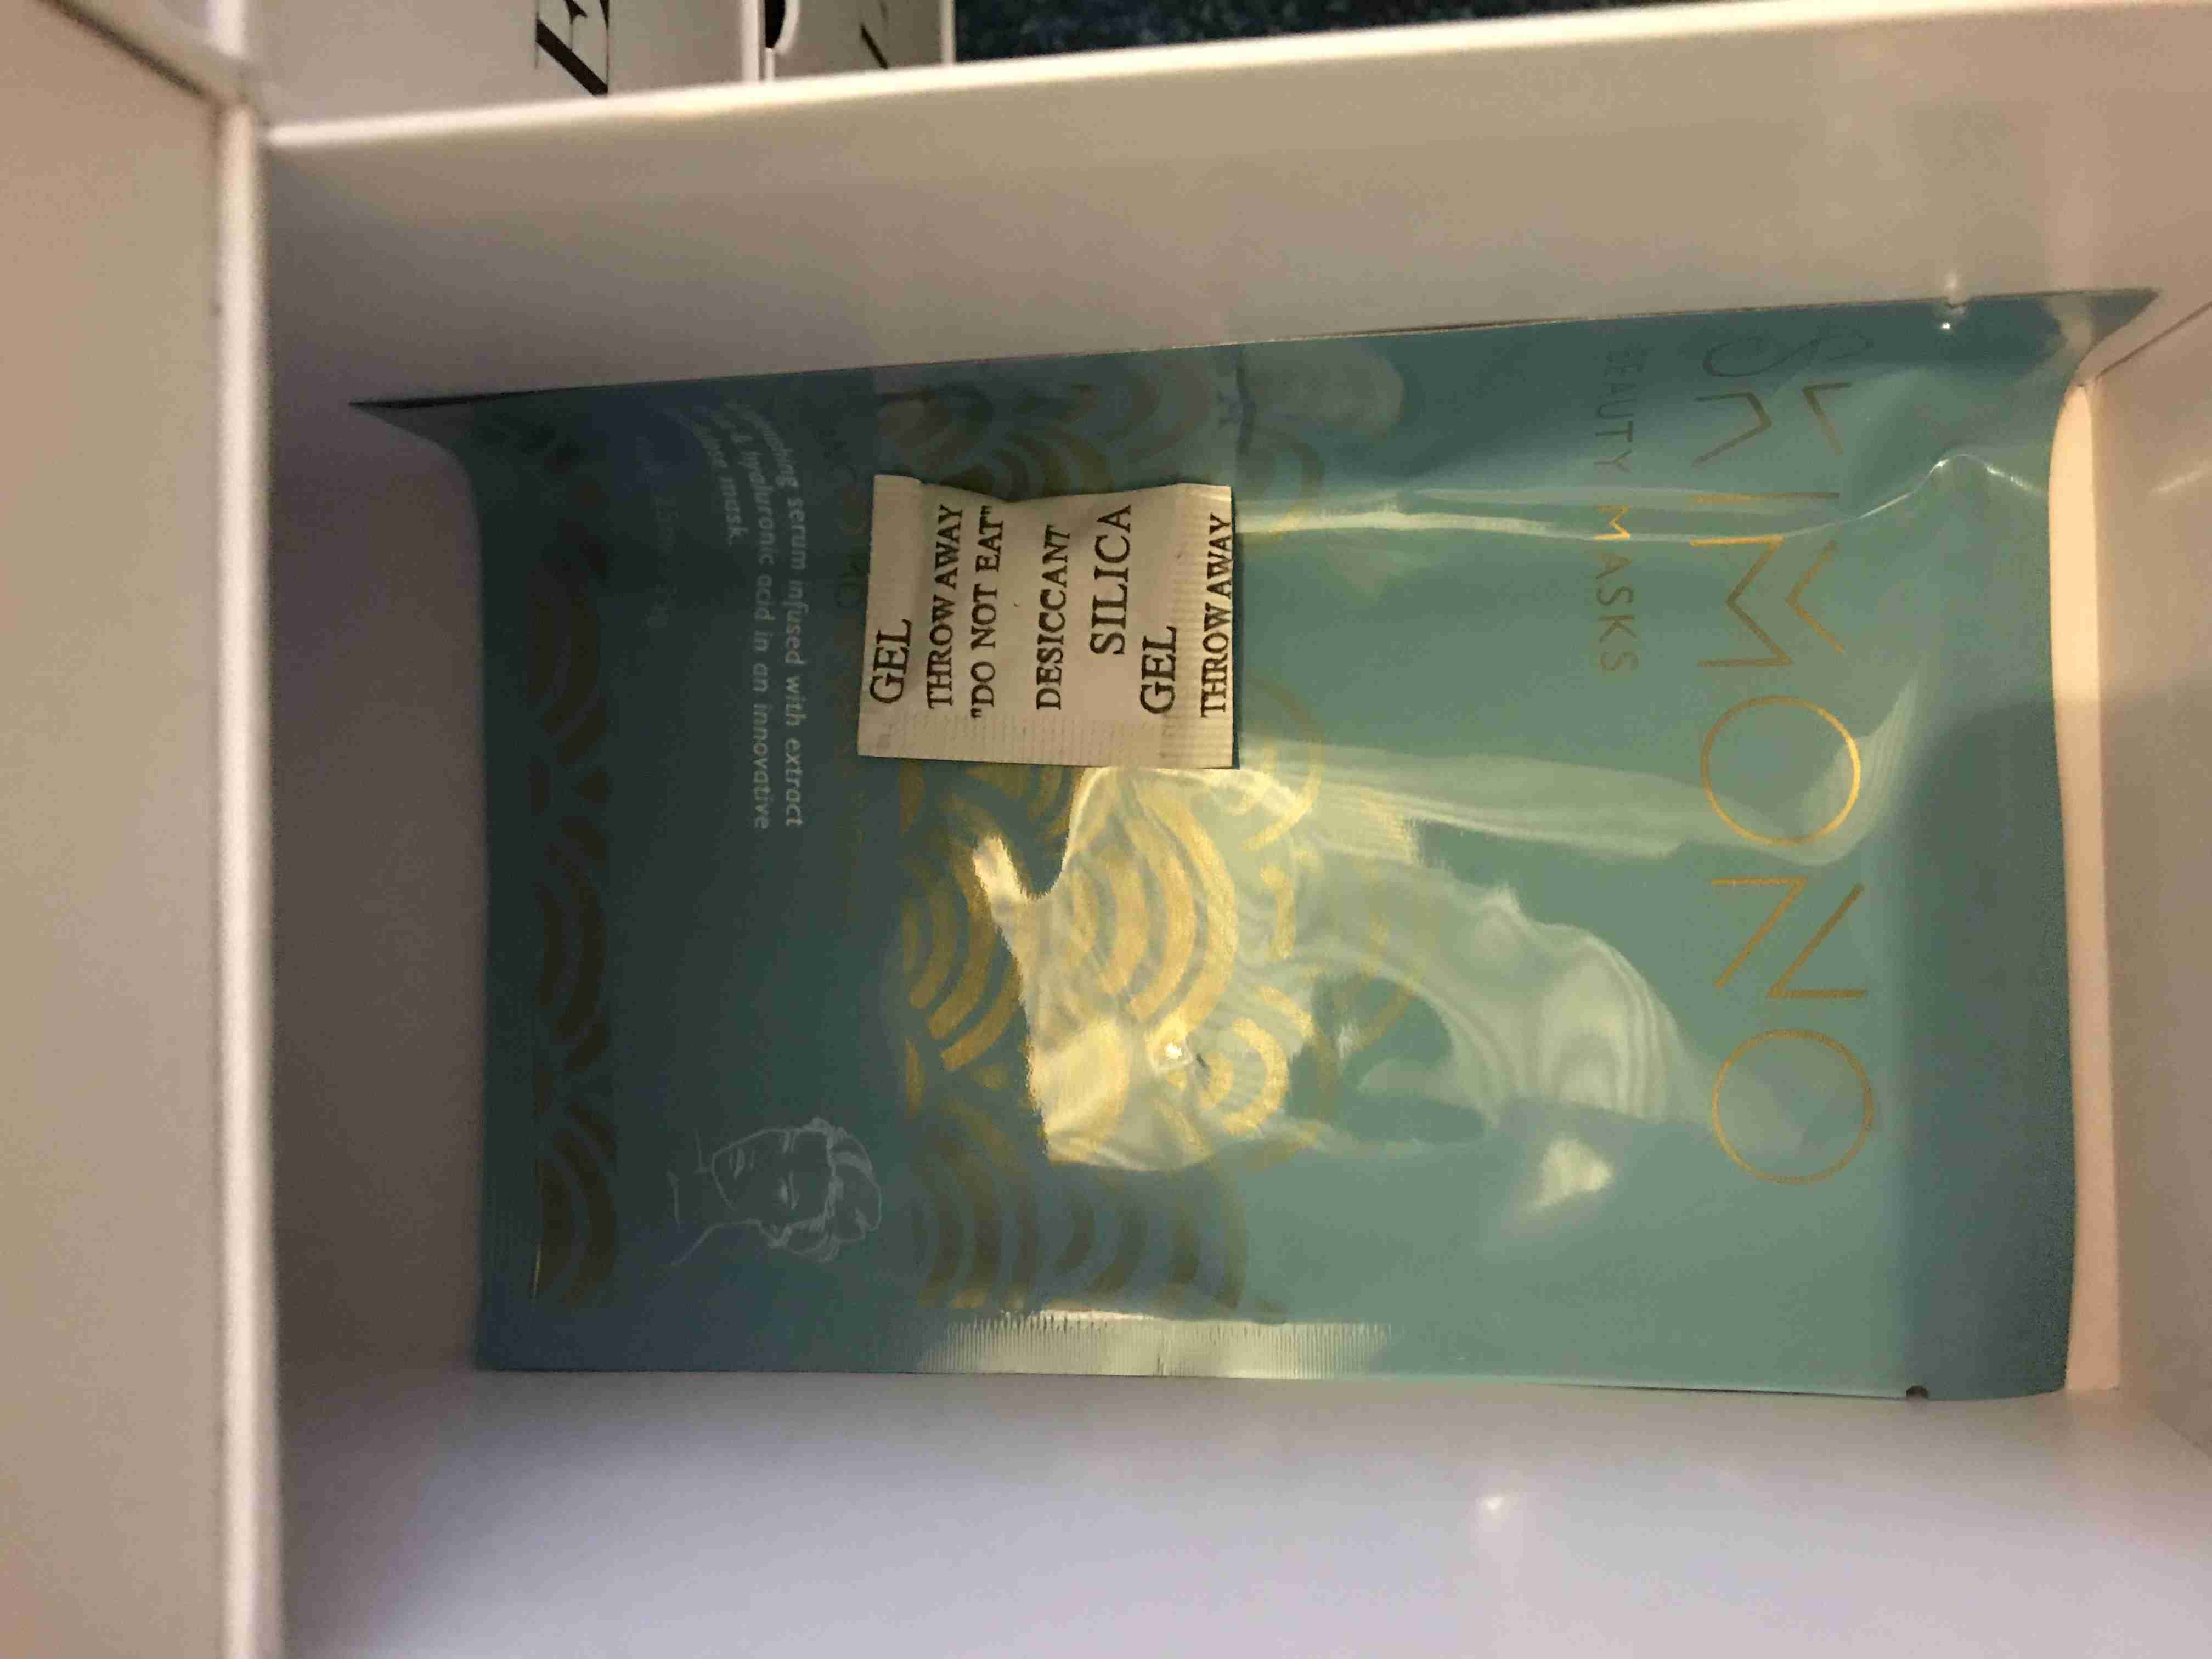 SKIMONO
BEAUTY MASKS
serum infused with extract
& hyaluronic acid in an innovative
mask.
GEL
THROW AWAY
"DO NOT EAT"
DESICCANT
SILICA
GEL
THROW AWAY